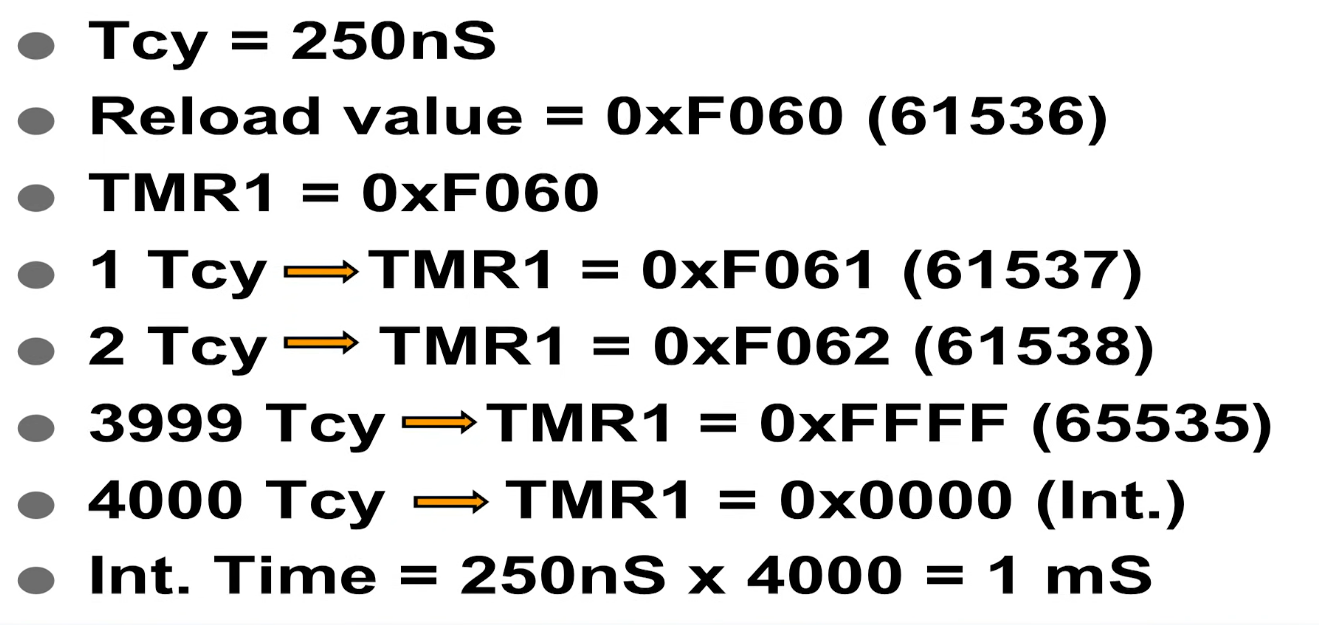 Tcy = 250nS
Reload value = 0xF060 (61536)
TMR1 = 0xF060
1 Tcy TMR1 = 0xF061 (61537)
2 Tcy TMR1 = 0xF062 (61538)
3999 Tcy TMR1 = 0xFFFF (65535)
4000 Tcy TMR1 = 0x0000 (Int.)
Int. Time = 250nS x 4000 = 1 mS